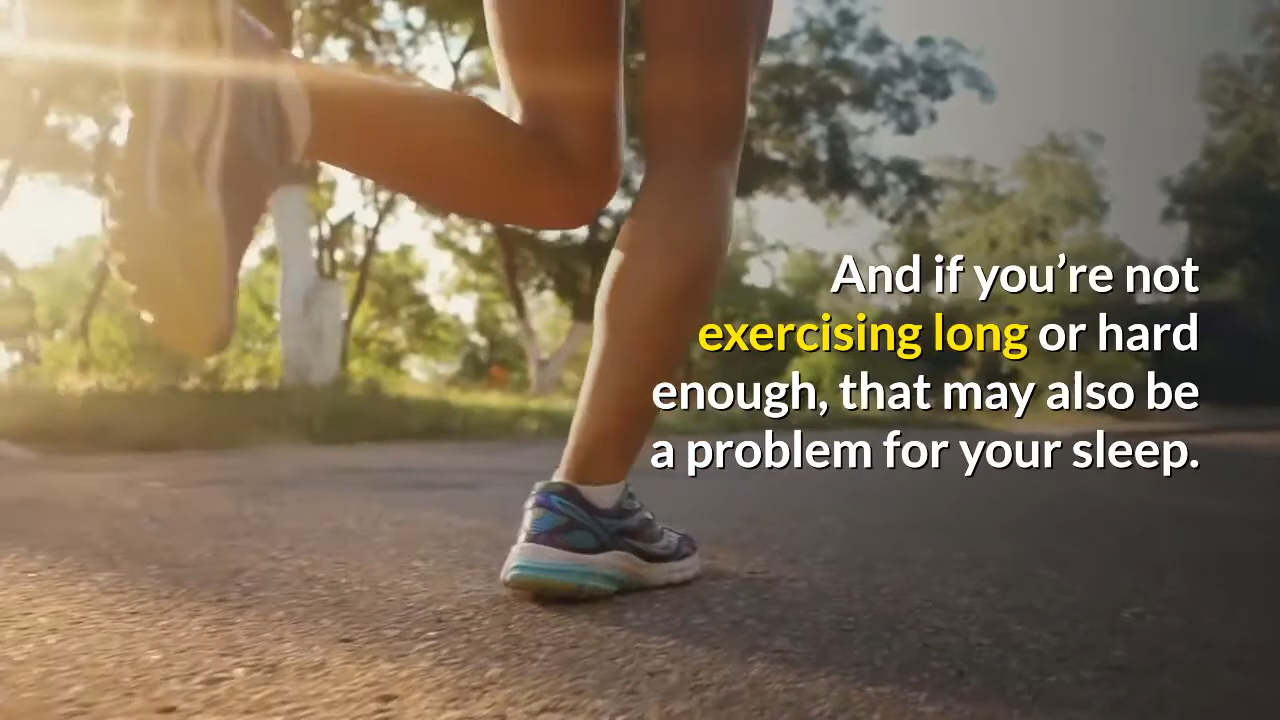 And if you’re not
exercising long or hard
enough, that may also be
a problem for your sleep.